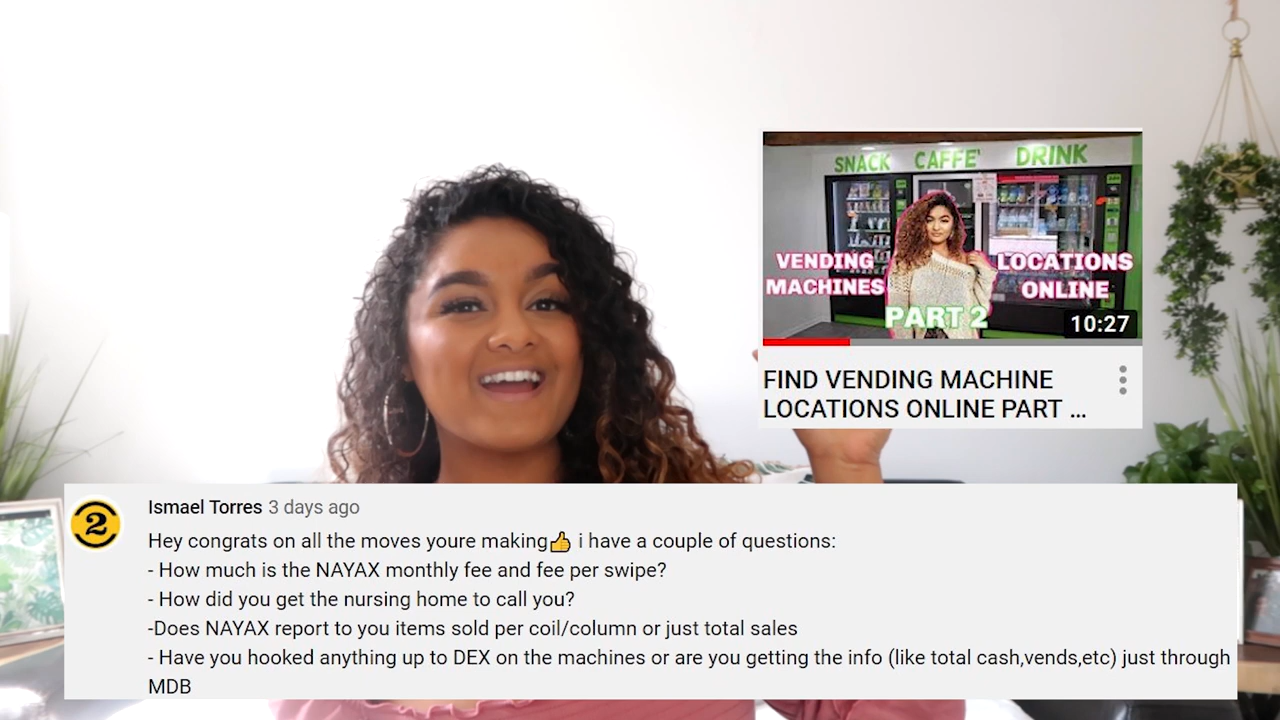 SNACK CAFFE' DRINK
VENDING MACHINES
LOCATIONS ONLINE
PART 2
10:27
FIND VENDING MACHINE
LOCATIONS ONLINE PART ...
2
Ismael Torres 3 days ago
Hey congrats on all the moves youre making👍 i have a couple of questions:
- How much is the NAYAX monthly fee and fee per swipe?
- How did you get the nursing home to call you?
-Does NAYAX report to you items sold per coil/column or just total sales
- Have you hooked anything up to DEX on the machines or are you getting the info (like total cash,vends,etc) just through
MDB